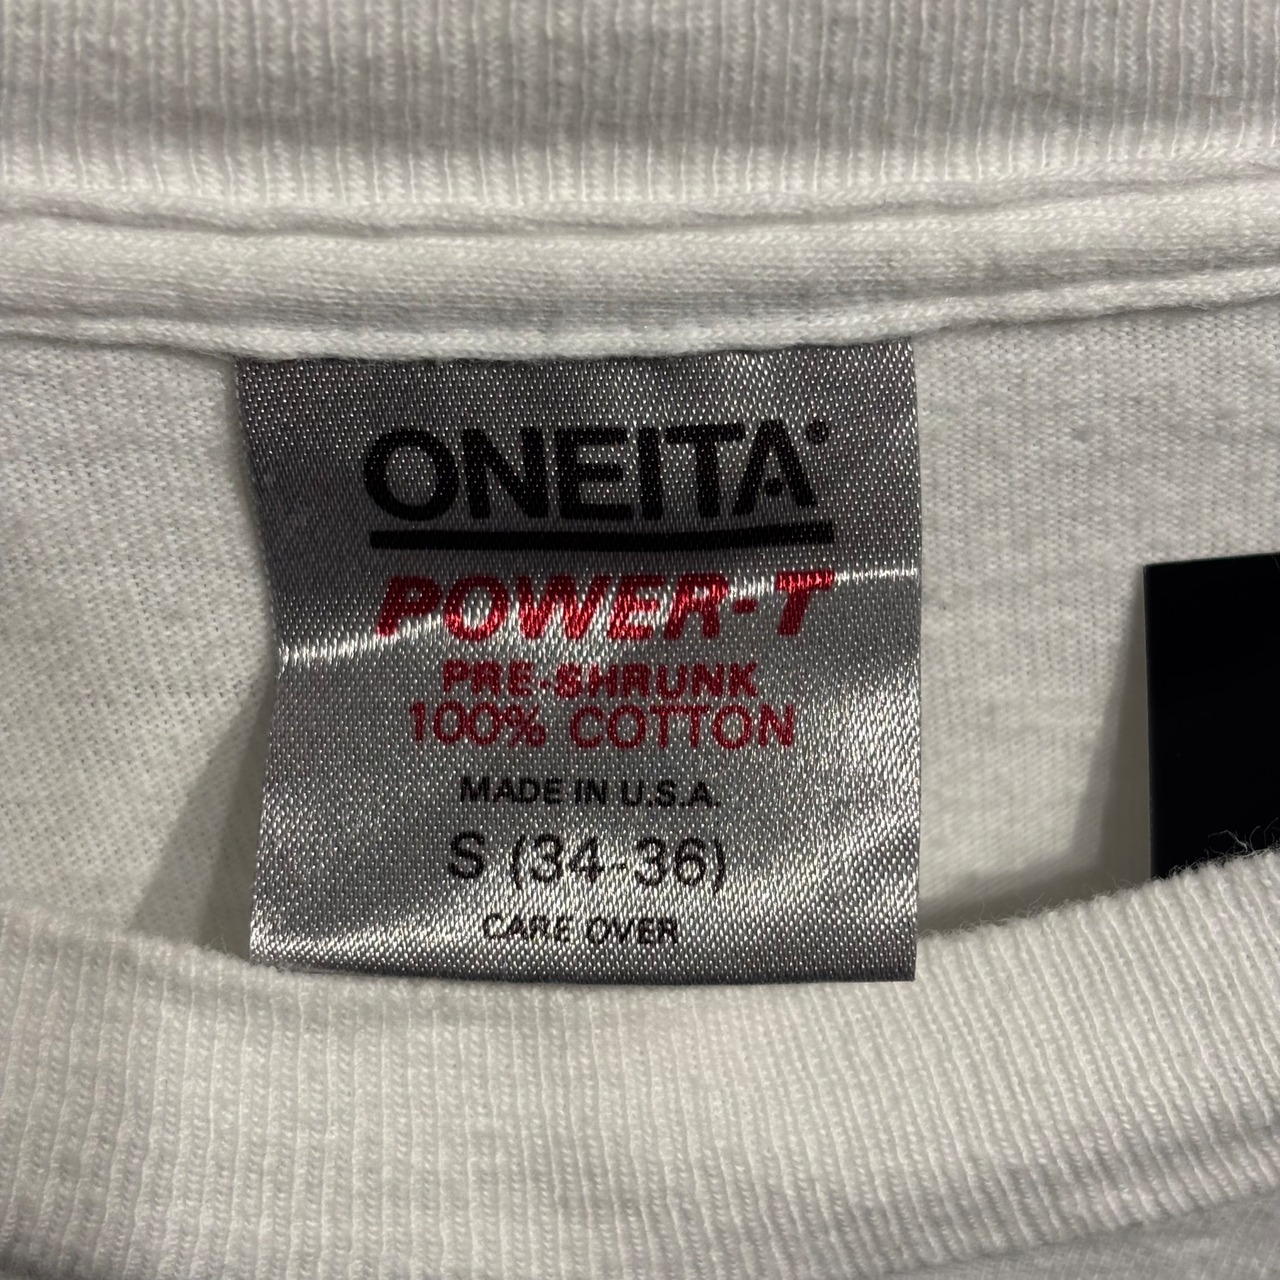 ONEITA®
POWER-T
PRE-SHRUNK
100% COTTON
MADE IN U.S.A.
S (34-36)
CARE OVER